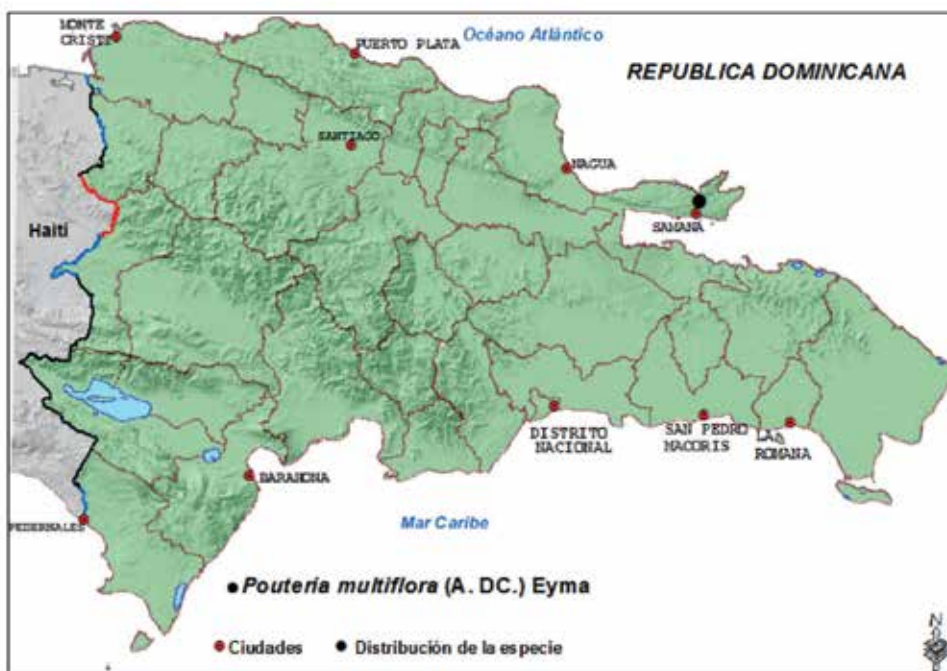 MONTE
CRISTI
Océano Atlántico
PUERTO PLATA
REPUBLICA DOMINICANA
SANTIAGO
NAGUA
Haití
SAMANA
DISTRITO
NACIONAL
SAN PEDRO
MACORIS
LA
ROMANA
BARAHONA
PEDERNALES
Mar Caribe
Pouteria multiflora (A. DC.) Eyma
N
Ciudades
Distribución de la especie